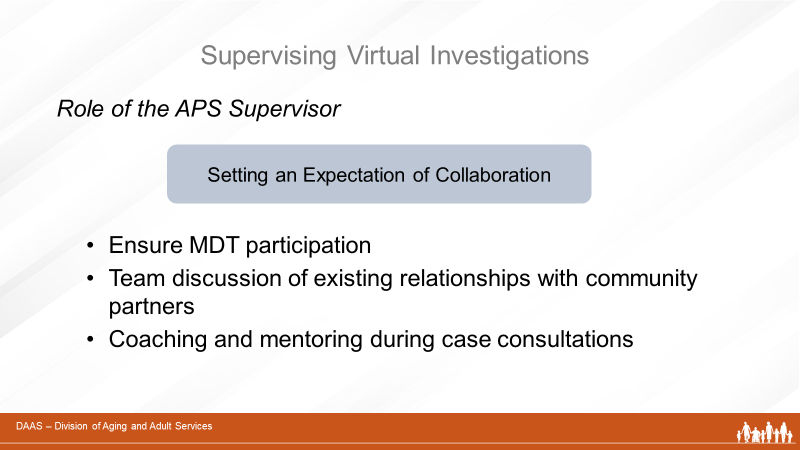 Supervising Virtual Investigations
Role of the APS Supervisor
Setting an Expectation of Collaboration
• Ensure MDT participation
• Team discussion of existing relationships with community
partners
• Coaching and mentoring during case consultations
DAAS – Division of Aging and Adult Services